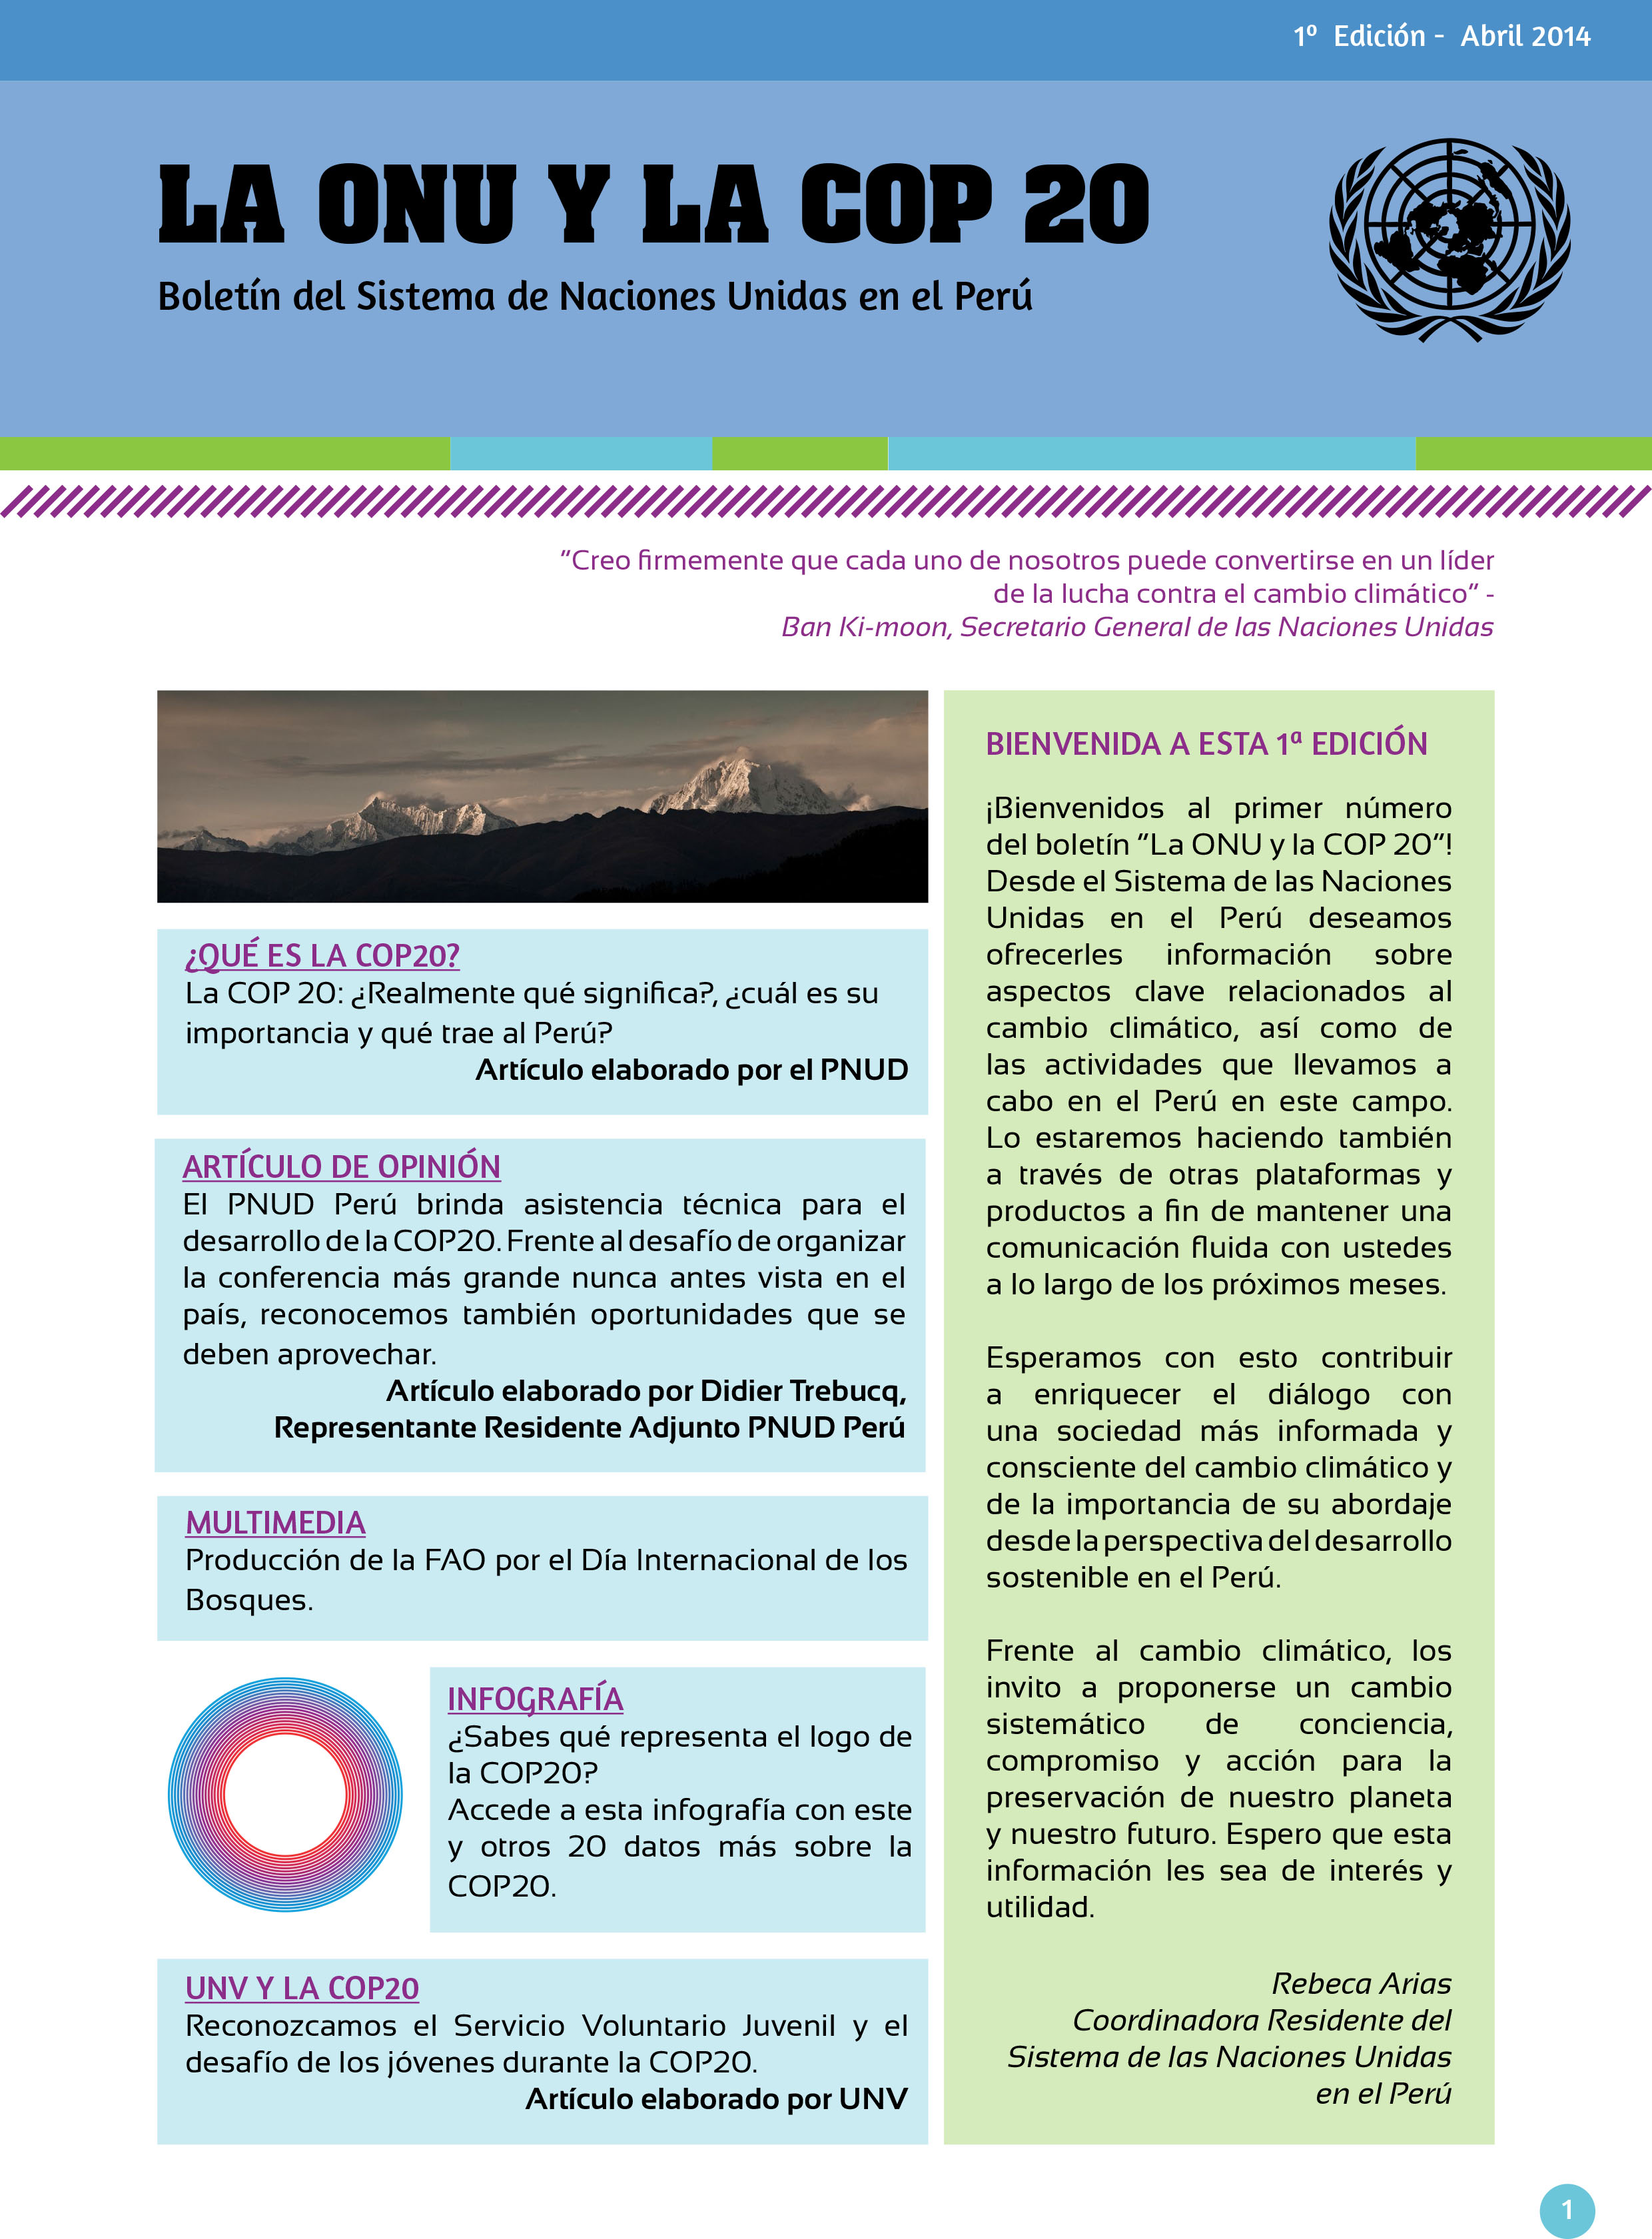 1º Edición - Abril 2014
LA ONU Y LA COP 20
Boletín del Sistema de Naciones Unidas en el Perú
“Creo firmemente que cada uno de nosotros puede convertirse en un líder
de la lucha contra el cambio climático” -
Ban Ki-moon, Secretario General de las Naciones Unidas
¿QUÉ ES LA COP20?
La COP 20: ¿Realmente qué significa?, ¿cuál es su
importancia y qué trae al Perú?
Artículo elaborado por el PNUD
ARTÍCULO DE OPINIÓN
El PNUD Perú brinda asistencia técnica para el
desarrollo de la COP20. Frente al desafío de organizar
la conferencia más grande nunca antes vista en el
país, reconocemos también oportunidades que se
deben aprovechar.
Artículo elaborado por Didier Trebucq,
Representante Residente Adjunto PNUD Perú
MULTIMEDIA
Producción de la FAO por el Día Internacional de los
Bosques.
INFOGRAFÍA
¿Sabes qué representa el logo de
la COP20?
Accede a esta infografía con este
y otros 20 datos más sobre la
COP20.
UNV Y LA COP20
Reconozcamos el Servicio Voluntario Juvenil y el
desafío de los jóvenes durante la COP20.
Artículo elaborado por UNV
BIENVENIDA A ESTA 1ª EDICIÓN
¡Bienvenidos al primer número
del boletín “La ONU y la COP 20”!
Desde el Sistema de las Naciones
Unidas en el Perú deseamos
ofrecerles información sobre
aspectos clave relacionados al
cambio climático, así como de
las actividades que llevamos a
cabo en el Perú en este campo.
Lo estaremos haciendo también
a través de otras plataformas y
productos a fin de mantener una
comunicación fluida con ustedes
a lo largo de los próximos meses.
Esperamos con esto contribuir
a enriquecer el diálogo con
una sociedad más informada y
consciente del cambio climático y
de la importancia de su abordaje
desde la perspectiva del desarrollo
sostenible en el Perú.
Frente al cambio climático, los
invito a proponerse un cambio
sistemático de conciencia,
compromiso y acción para la
preservación de nuestro planeta
y nuestro futuro. Espero que esta
información les sea de interés y
utilidad.
Rebeca Arias
Coordinadora Residente del
Sistema de las Naciones Unidas
en el Perú
1